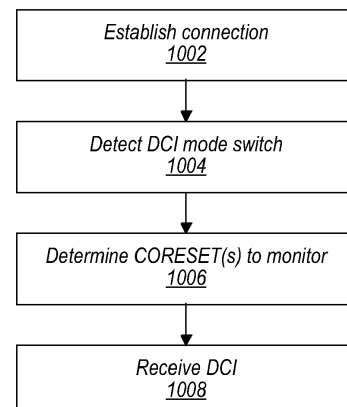 Establish connection
1002
Detect DCI mode switch
1004
Determine CORESET(s) to monitor
1006
Receive DCI
1008